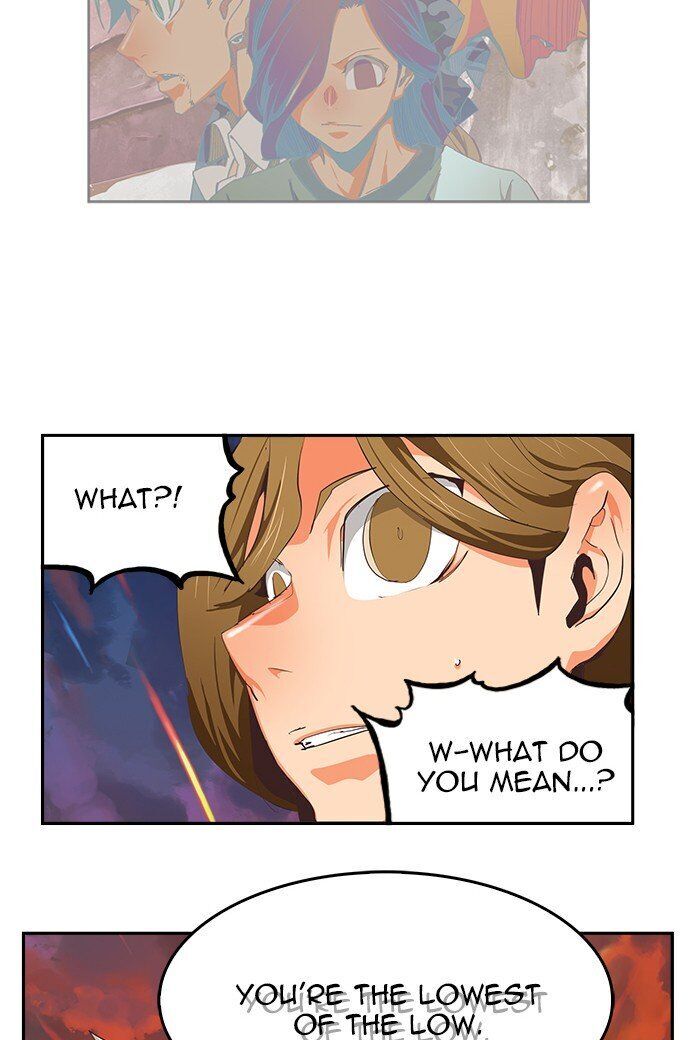 WHAT?!
W-WHAT DO
YOU MEAN...?
YOU'RE THE LOWEST
OF THE LOW.